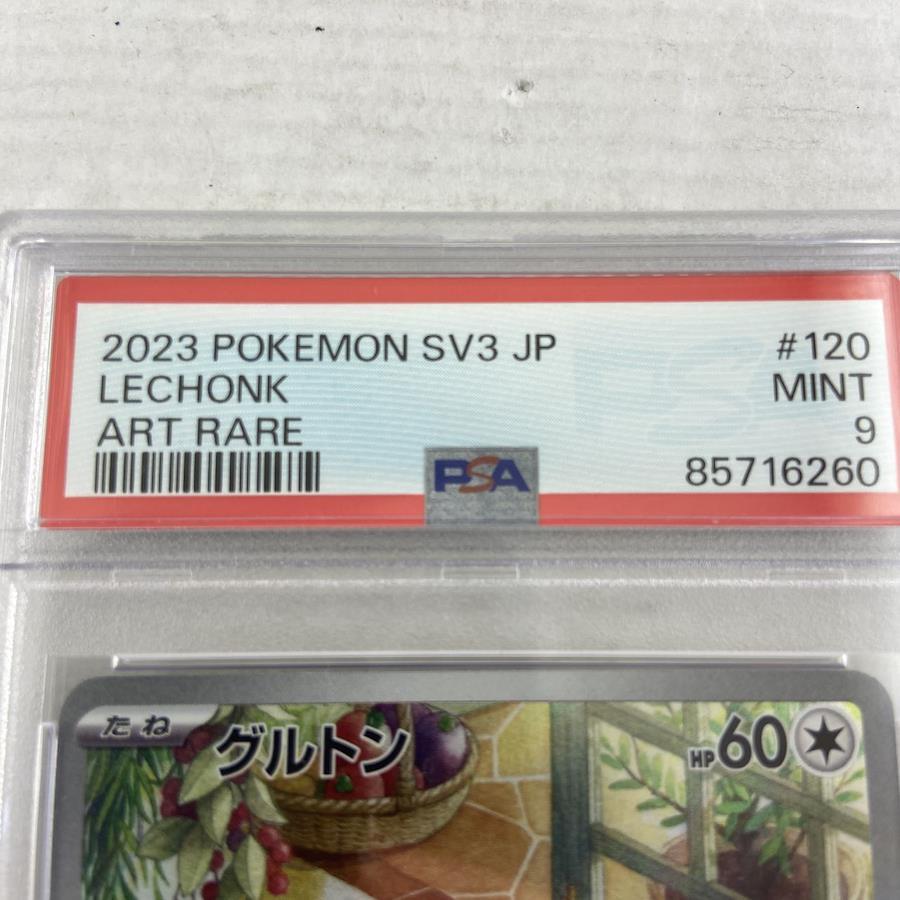 2023 POKEMON SV3 JP #120
LECHONK MINT
ART RARE 9
PSA 85716260
たね グルトン HP60